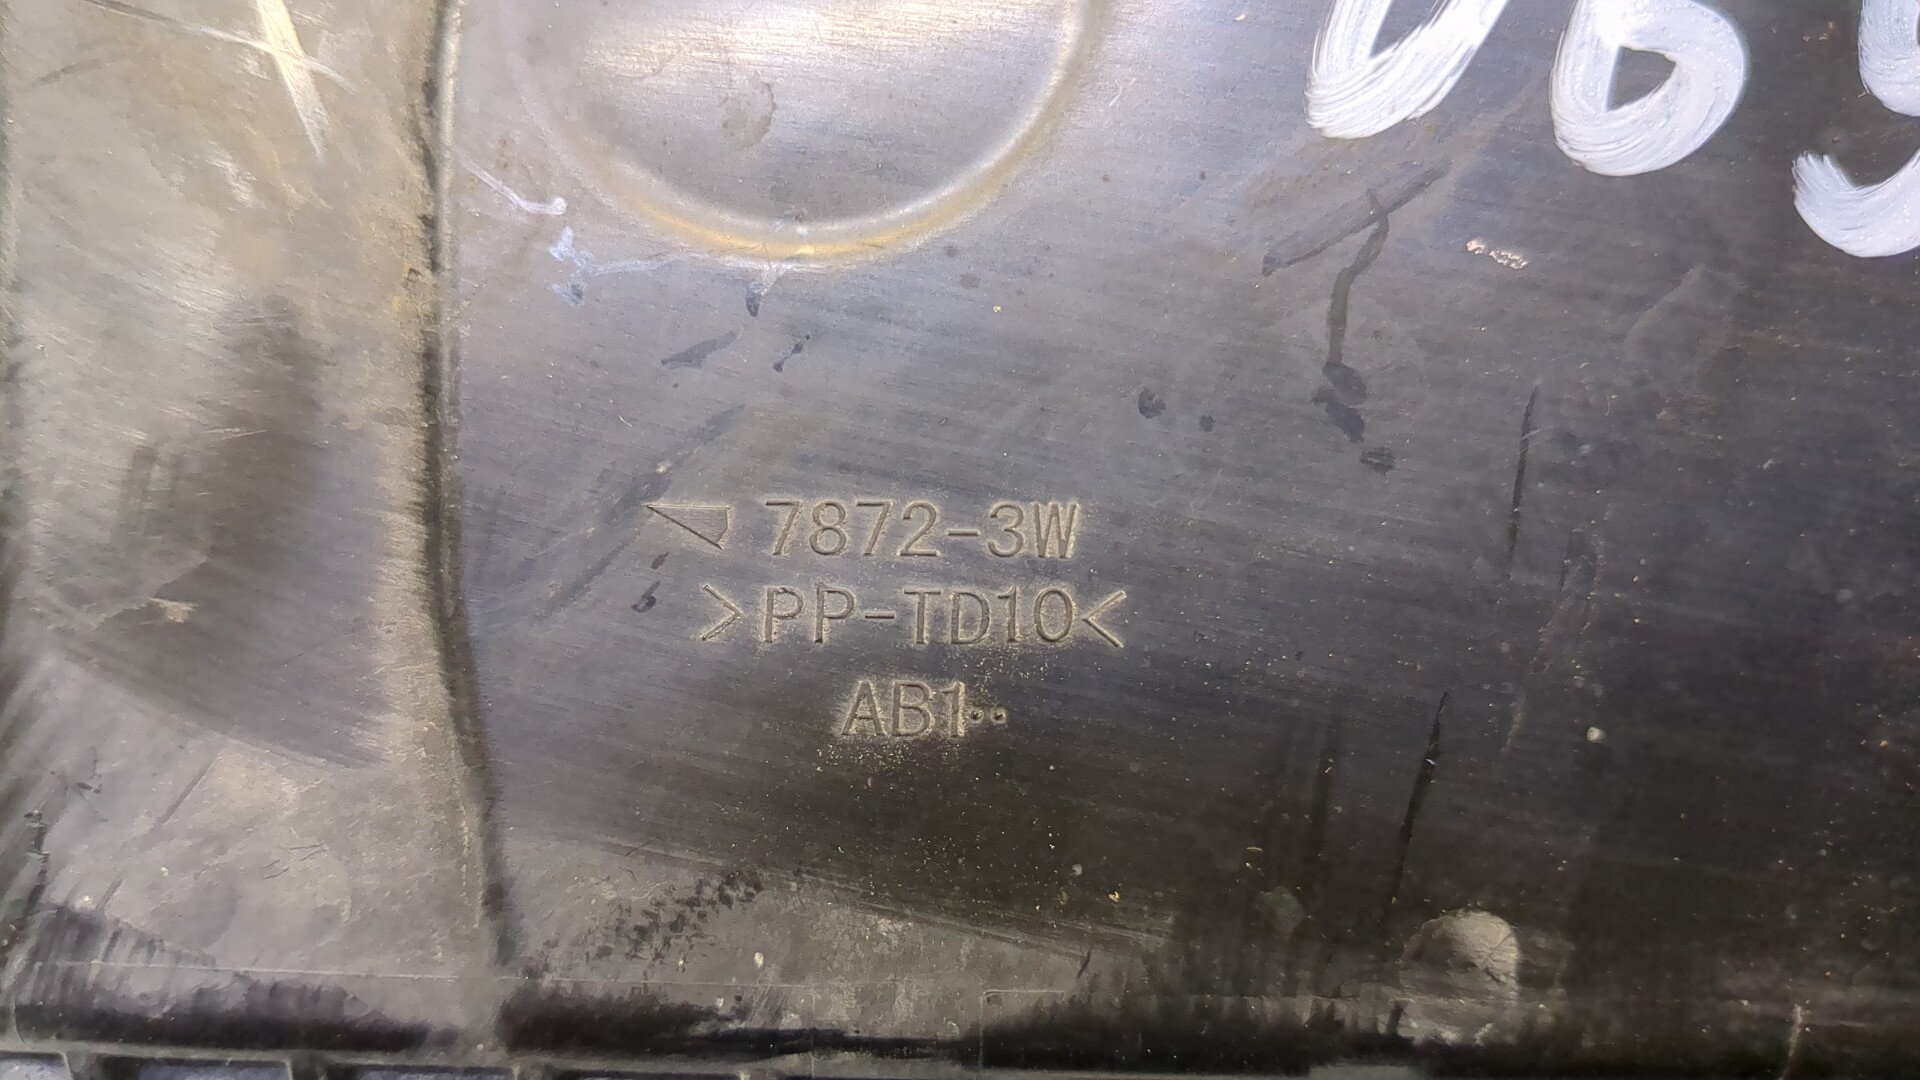 7872-3W
>PP-TD10<
AB1··